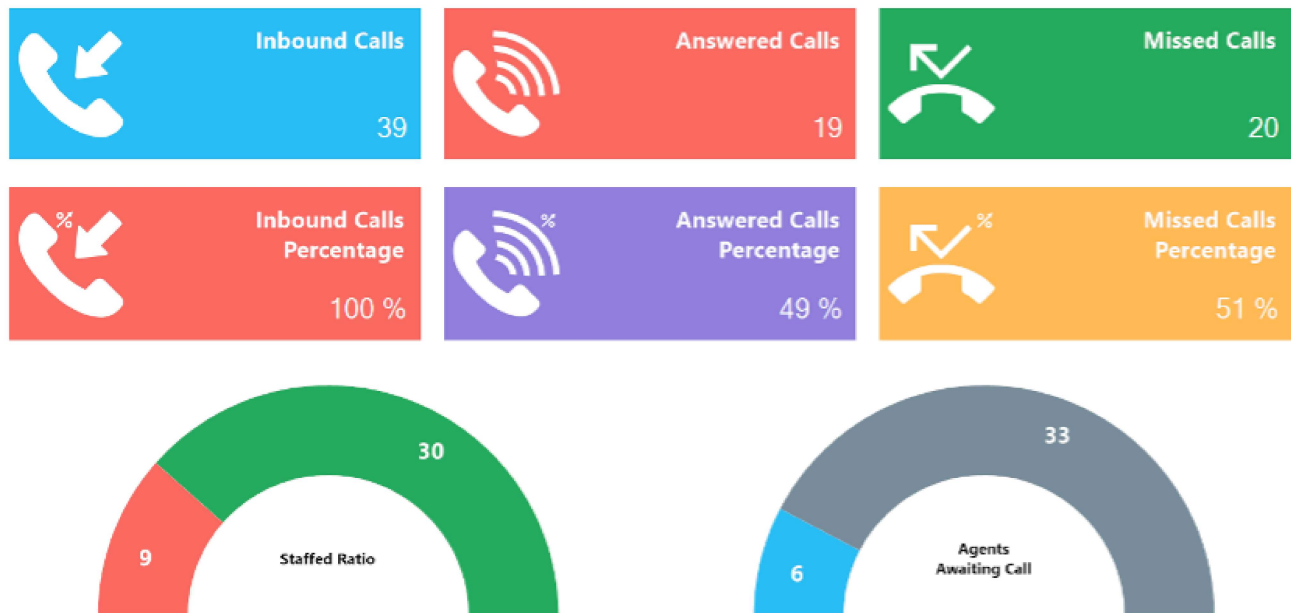 Inbound Calls
39
Answered Calls
19
Missed Calls
20
%
Inbound Calls
Percentage
100 %
%
Answered Calls
Percentage
49 %
%
Missed Calls
Percentage
51 %
30
9
Staffed Ratio
33
6
Agents
Awaiting Call